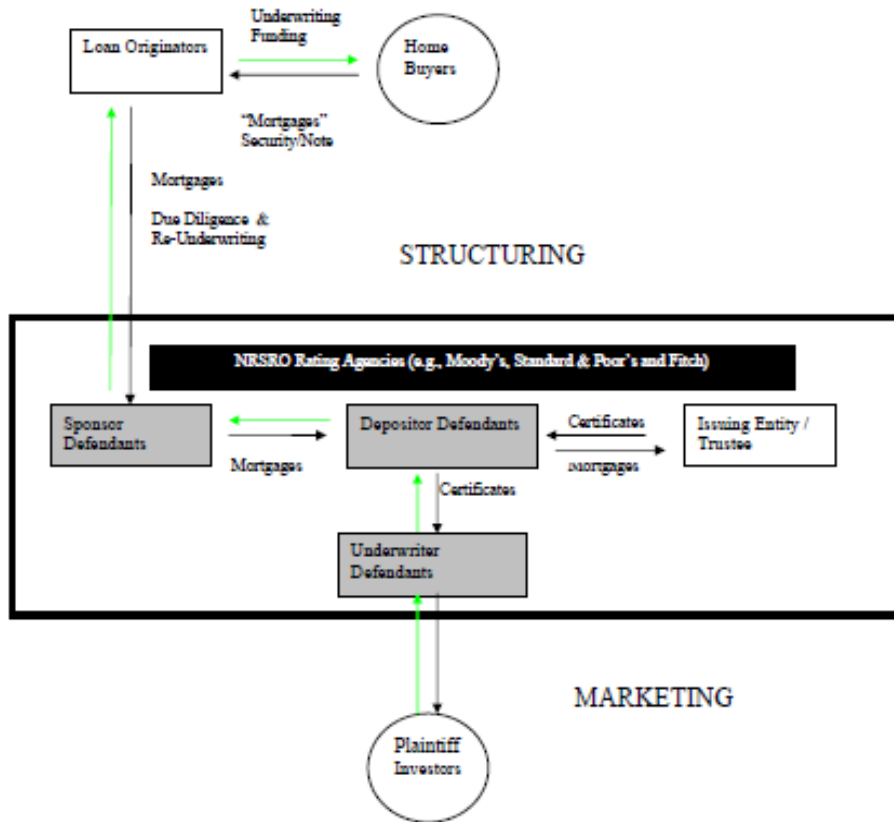 Underwriting
Funding
Loan Originators
Home
Buyers
“Mortgages”
Security/Note
Mortgages
Due Diligence &
Re-Underwriting
STRUCTURING
NRSRO Rating Agencies (e.g., Moody’s, Standard & Poor’s and Fitch)
Sponsor
Defendants
Mortgages
Depositor Defendants
Certificates
Mortgages
Issuing Entity /
Trustee
Certificates
Underwriter
Defendants
MARKETING
Plaintiff
Investors